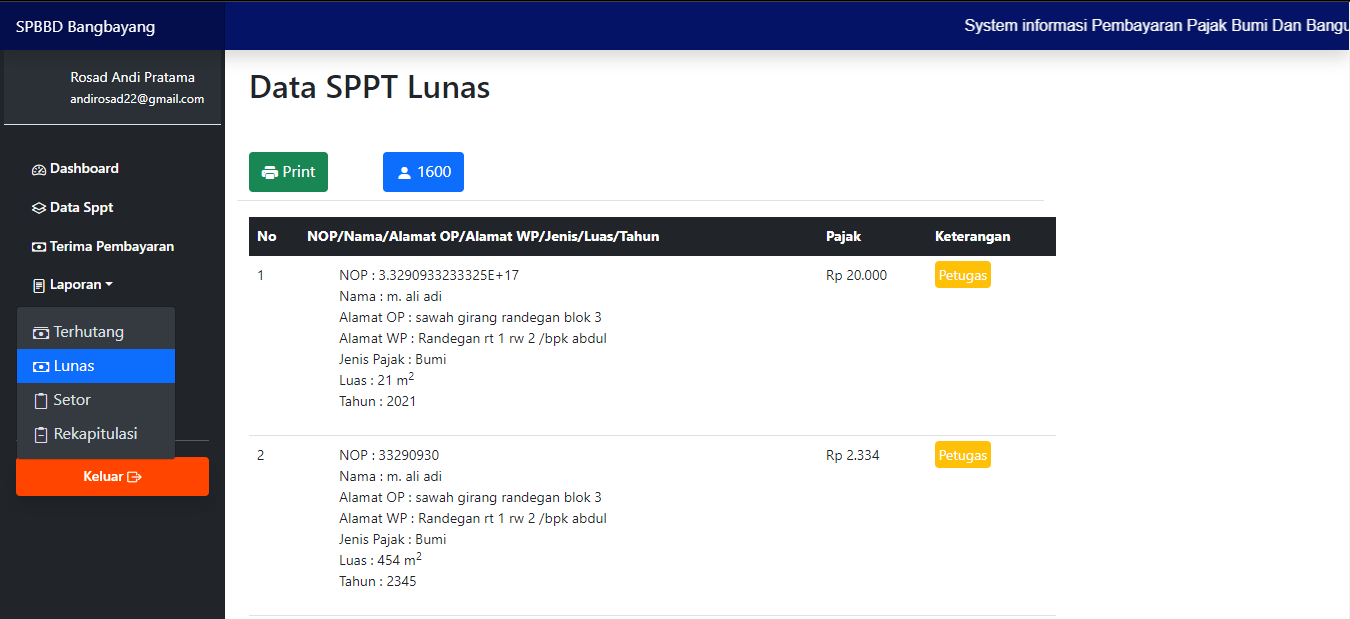 SPBBD Bangbayang
System informasi Pembayaran Pajak Bumi Dan Bangu
Rosad Andi Pratama
andirosad22@gmail.com
Dashboard
Data Sppt
Terima Pembayaran
Laporan
Terhutang
Lunas
Setor
Rekapitulasi
Keluar
Data SPPT Lunas
Print
1600
No NOP/Nama/Alamat OP/Alamat WP/Jenis/Luas/Tahun Pajak Keterangan
1 NOP : 3.3290933233325E+17 Rp 20.000 Petugas
Nama : m. ali adi
Alamat OP : sawah girang randegan blok 3
Alamat WP : Randegan rt 1 rw 2 /bpk abdul
Jenis Pajak : Bumi
Luas : 21 m²
Tahun : 2021
2 NOP : 33290930 Rp 2.334 Petugas
Nama : m. ali adi
Alamat OP : sawah girang randegan blok 3
Alamat WP : Randegan rt 1 rw 2 /bpk abdul
Jenis Pajak : Bumi
Luas : 454 m²
Tahun : 2345